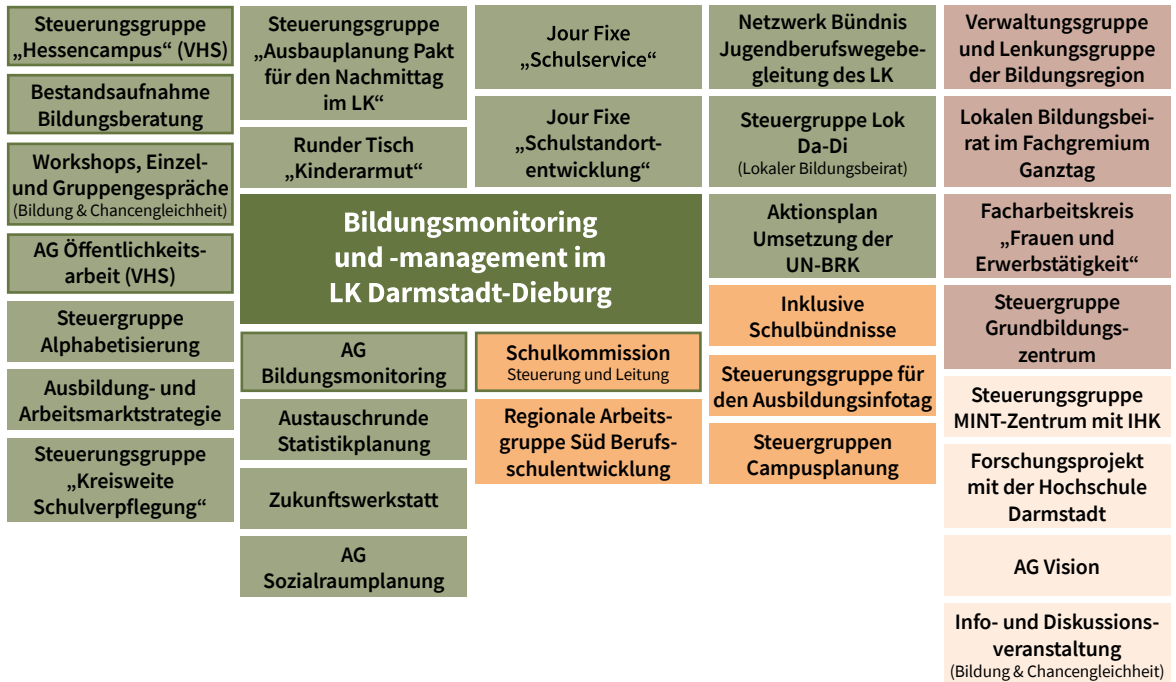 Steuerungsgruppe
„Hessencampus“ (VHS)
Bestandsaufnahme
Bildungsberatung
Workshops, Einzel-
und Gruppengespräche
(Bildung & Chancengleichheit)
AG Öffentlichkeits-
arbeit (VHS)
Steuergruppe
Alphabetisierung
Ausbildung- und
Arbeitsmarktstrategie
Steuerungsgruppe
„Kreisweite
Schulverpflegung“
Steuerungsgruppe
„Ausbauplanung Pakt
für den Nachmittag
im LK“
Runder Tisch
„Kinderarmut“
Jour Fixe
„Schulservice“
Jour Fixe
„Schulstandort-
entwicklung“
Bildungsmonitoring
und -management im
LK Darmstadt-Dieburg
AG
Bildungsmonitoring
Austauschrunde
Statistikplanung
Zukunftswerkstatt
AG
Sozialraumplanung
Schulkommission
Steuerung und Leitung
Regionale Arbeits-
gruppe Süd Berufs-
schulentwicklung
Netzwerk Bündnis
Jugendberufswegebe-
gleitung des LK
Steuergruppe Lok
Da-Di
(Lokaler Bildungsbeirat)
Aktionsplan
Umsetzung der
UN-BRK
Inklusive
Schulbündnisse
Steuerungsgruppe für
den Ausbildungsinfotag
Steuergruppen
Campusplanung
Verwaltungsgruppe
und Lenkungsgruppe
der Bildungsregion
Lokalen Bildungsbei-
rat im Fachgremium
Ganztag
Facharbeitskreis
„Frauen und
Erwerbstätigkeit“
Steuergruppe
Grundbildungs-
zentrum
Steuerungsgruppe
MINT-Zentrum mit IHK
Forschungsprojekt
mit der Hochschule
Darmstadt
AG Vision
Info- und Diskussions-
veranstaltung
(Bildung & Chancengleichheit)